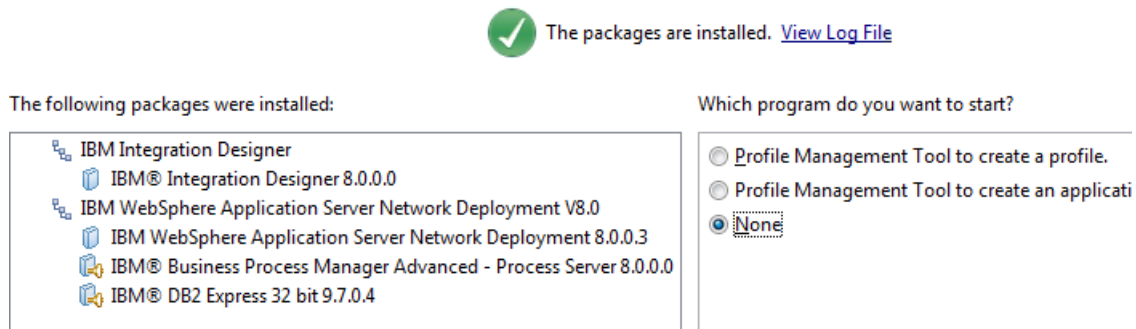 The packages are installed. View Log File
The following packages were installed:
IBM Integration Designer
IBM® Integration Designer 8.0.0.0
IBM WebSphere Application Server Network Deployment V8.0
IBM WebSphere Application Server Network Deployment 8.0.0.3
IBM® Business Process Manager Advanced - Process Server 8.0.0.0
IBM® DB2 Express 32 bit 9.7.0.4
Which program do you want to start?
Profile Management Tool to create a profile.
Profile Management Tool to create an applicati
None